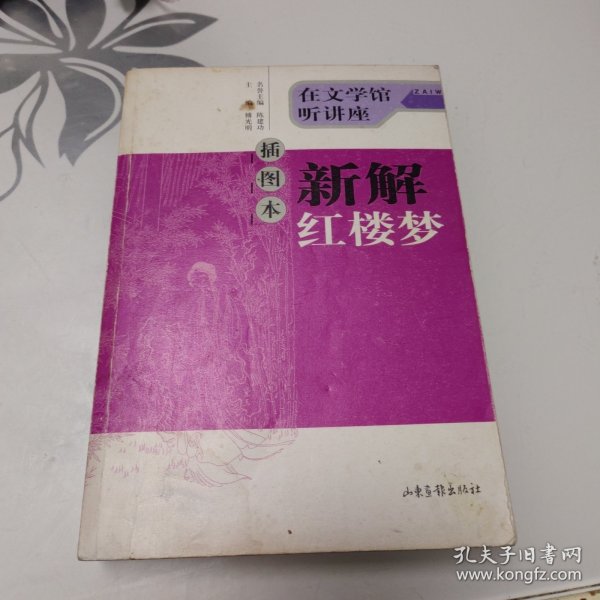 在文学馆
听讲座
ZAIW
名誉主编 陈建功
主编 傅光明
插图本
新解
红楼梦
山东画报出版社
孔夫子旧书网
www.kongfz.com